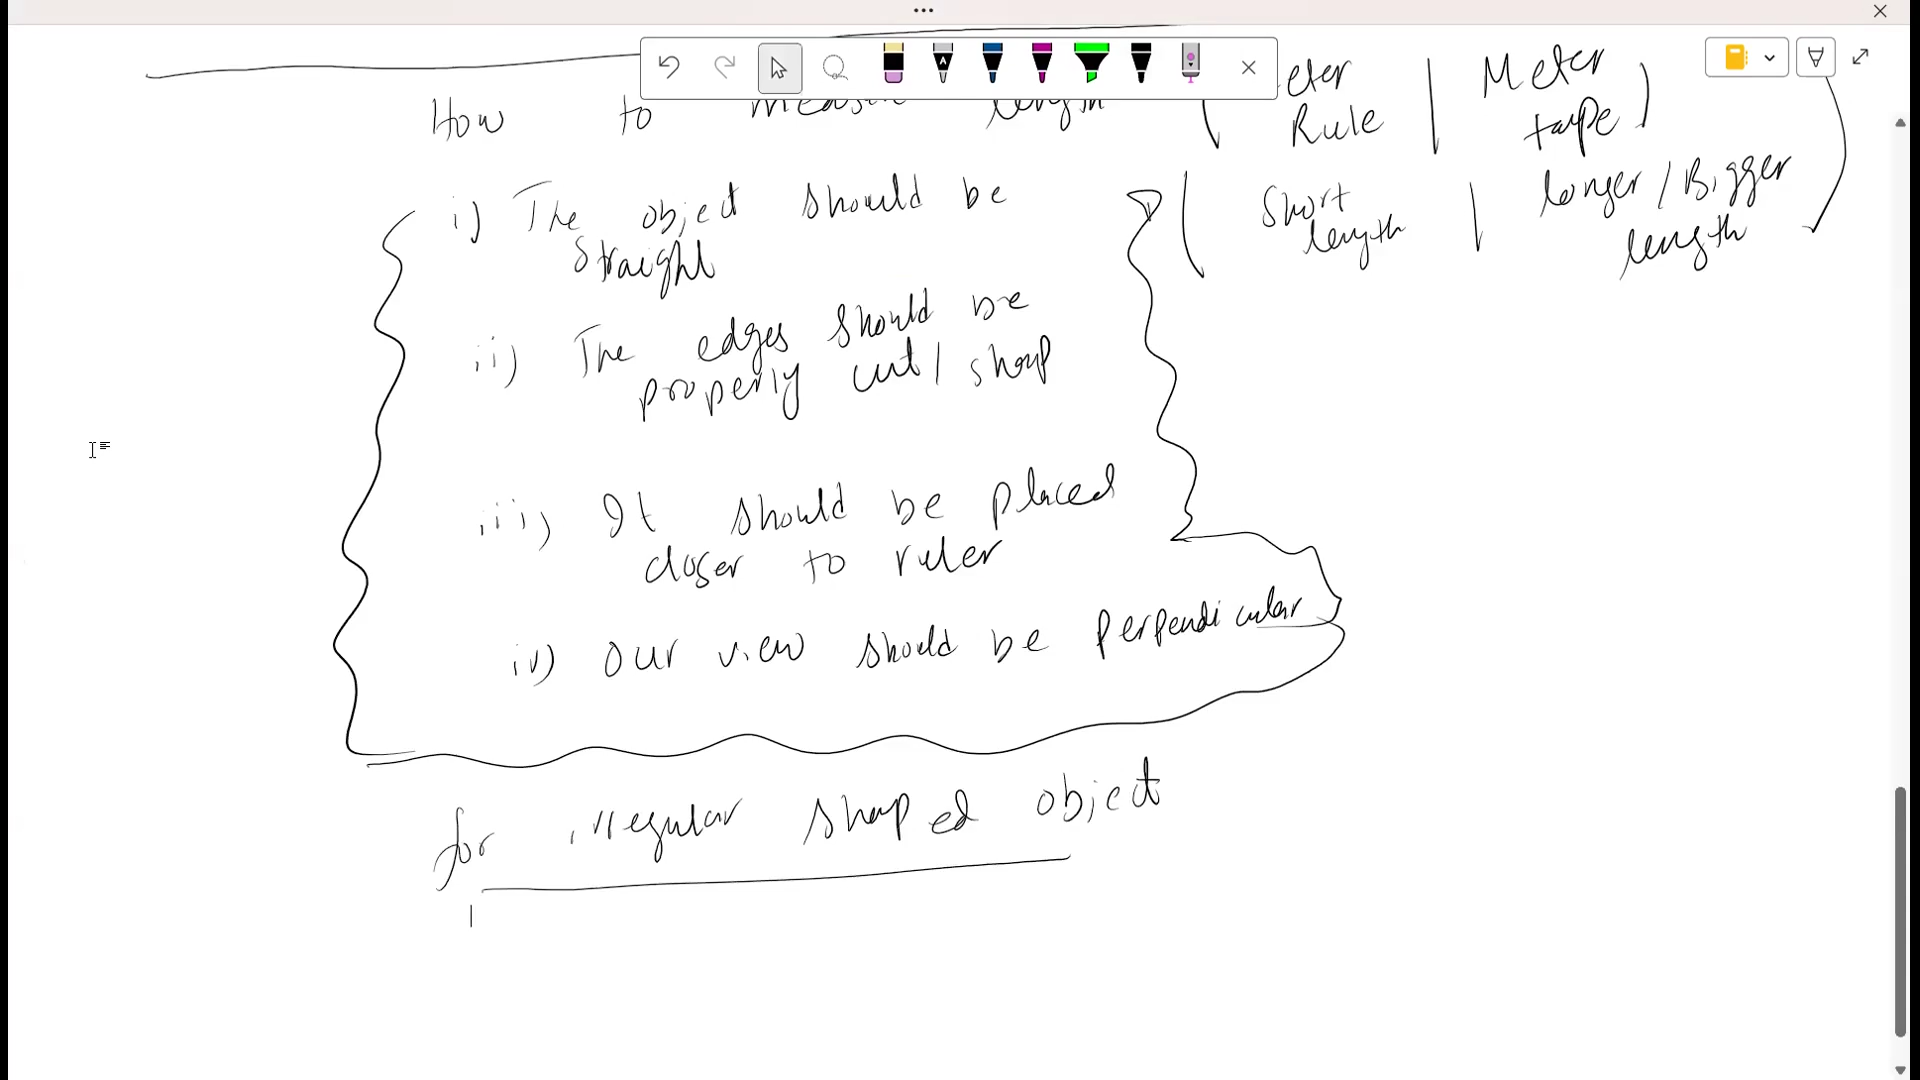 How to measure length
eter Rule | Meter tape
Short length | longer / Bigger length
i) The object should be
straight
ii) The edges should be
properly cut / sharp
iii) It should be placed
closer to ruler
iv) Our view should be perpendicular
for irregular shaped object